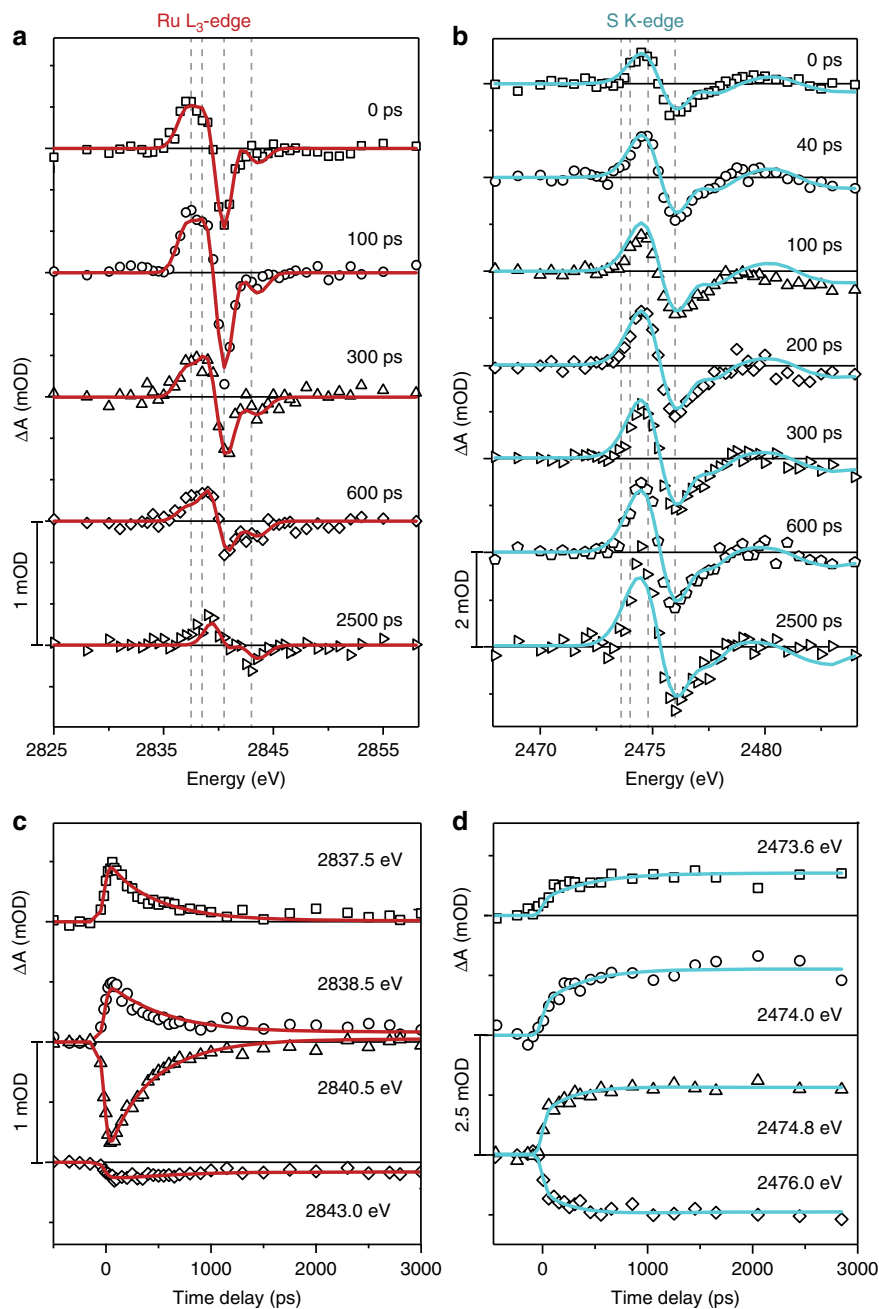 Ru L₃-edge
S K-edge
a
b
0 ps
100 ps
300 ps
600 ps
2500 ps
ΔA (mOD)
1 mOD
2825
2835
2845
2855
Energy (eV)
0 ps
40 ps
100 ps
200 ps
300 ps
600 ps
2500 ps
ΔA (mOD)
2 mOD
2470
2475
2480
Energy (eV)
c
d
2837.5 eV
2838.5 eV
2840.5 eV
2843.0 eV
ΔA (mOD)
1 mOD
0
1000
2000
3000
Time delay (ps)
2473.6 eV
2474.0 eV
2474.8 eV
2476.0 eV
ΔA (mOD)
2.5 mOD
0
1000
2000
3000
Time delay (ps)